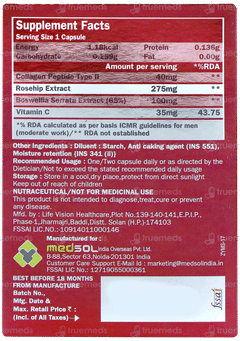 Supplement Facts
Serving Size 1 Capsule
Energy 1.18kcal Protein 0.136g
Carbohydrate 0.159g Fat 0.00g
Amount per serving *%RDA
Collagen Peptide Type II 40mg
Rosehip Extract 275mg **
Boswellia Serrata Extract (65%) 100mg **
Vitamin C 35mg 43.75
*% RDA calculated as per basis ICMR guidelines for men
(moderate work)/** RDA not established
Other Ingredients : Diluent : Starch, Anti caking agent (INS 551),
Moisture retention (INS 341 (ii))
Recommended Usage : One/Two capsule daily or as directed by the
Dietician/Not to exceed the stated recommended daily usage
Storage : Store in a cool,dry place,protect from direct sunlight
Keep out of reach of children
NUTRACEUTICAL/NOT FOR MEDICINAL USE
This product is not intended to diagnose,treat,cure or prevent
any disease.
Mfd. by : Life Vision Healthcare,Plot No.139-140-141,E.P.I.P.,
Phase-1,Jharmajri,Baddi,Distt. Solan (H.P.)-174103
FSSAI LIC NO.: 10914011000146
Manufactured for :
medsol
India Overseas Pvt. Ltd.
B-88,Sector 63,Noida-201301 India
Customer Care Support E-Mail Id : marketing@medsolindia.in
FSSAI LIC No.: 12719055000361
BEST BEFORE 18 MONTHS
FROM MANUFACTURE
Batch No.
Mfg. Date &
Max. Retail Price ₹ :
(Incl. of All Taxes)
truemeds